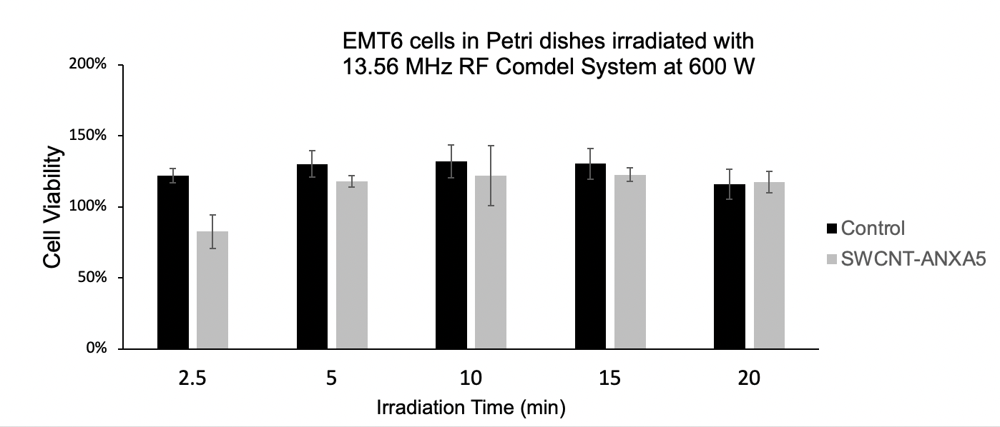 EMT6 cells in Petri dishes irradiated with
13.56 MHz RF Comdel System at 600 W
200%
150%
100%
50%
0%
Cell Viability
Control
SWCNT-ANXA5
2.5
5
10
15
20
Irradiation Time (min)